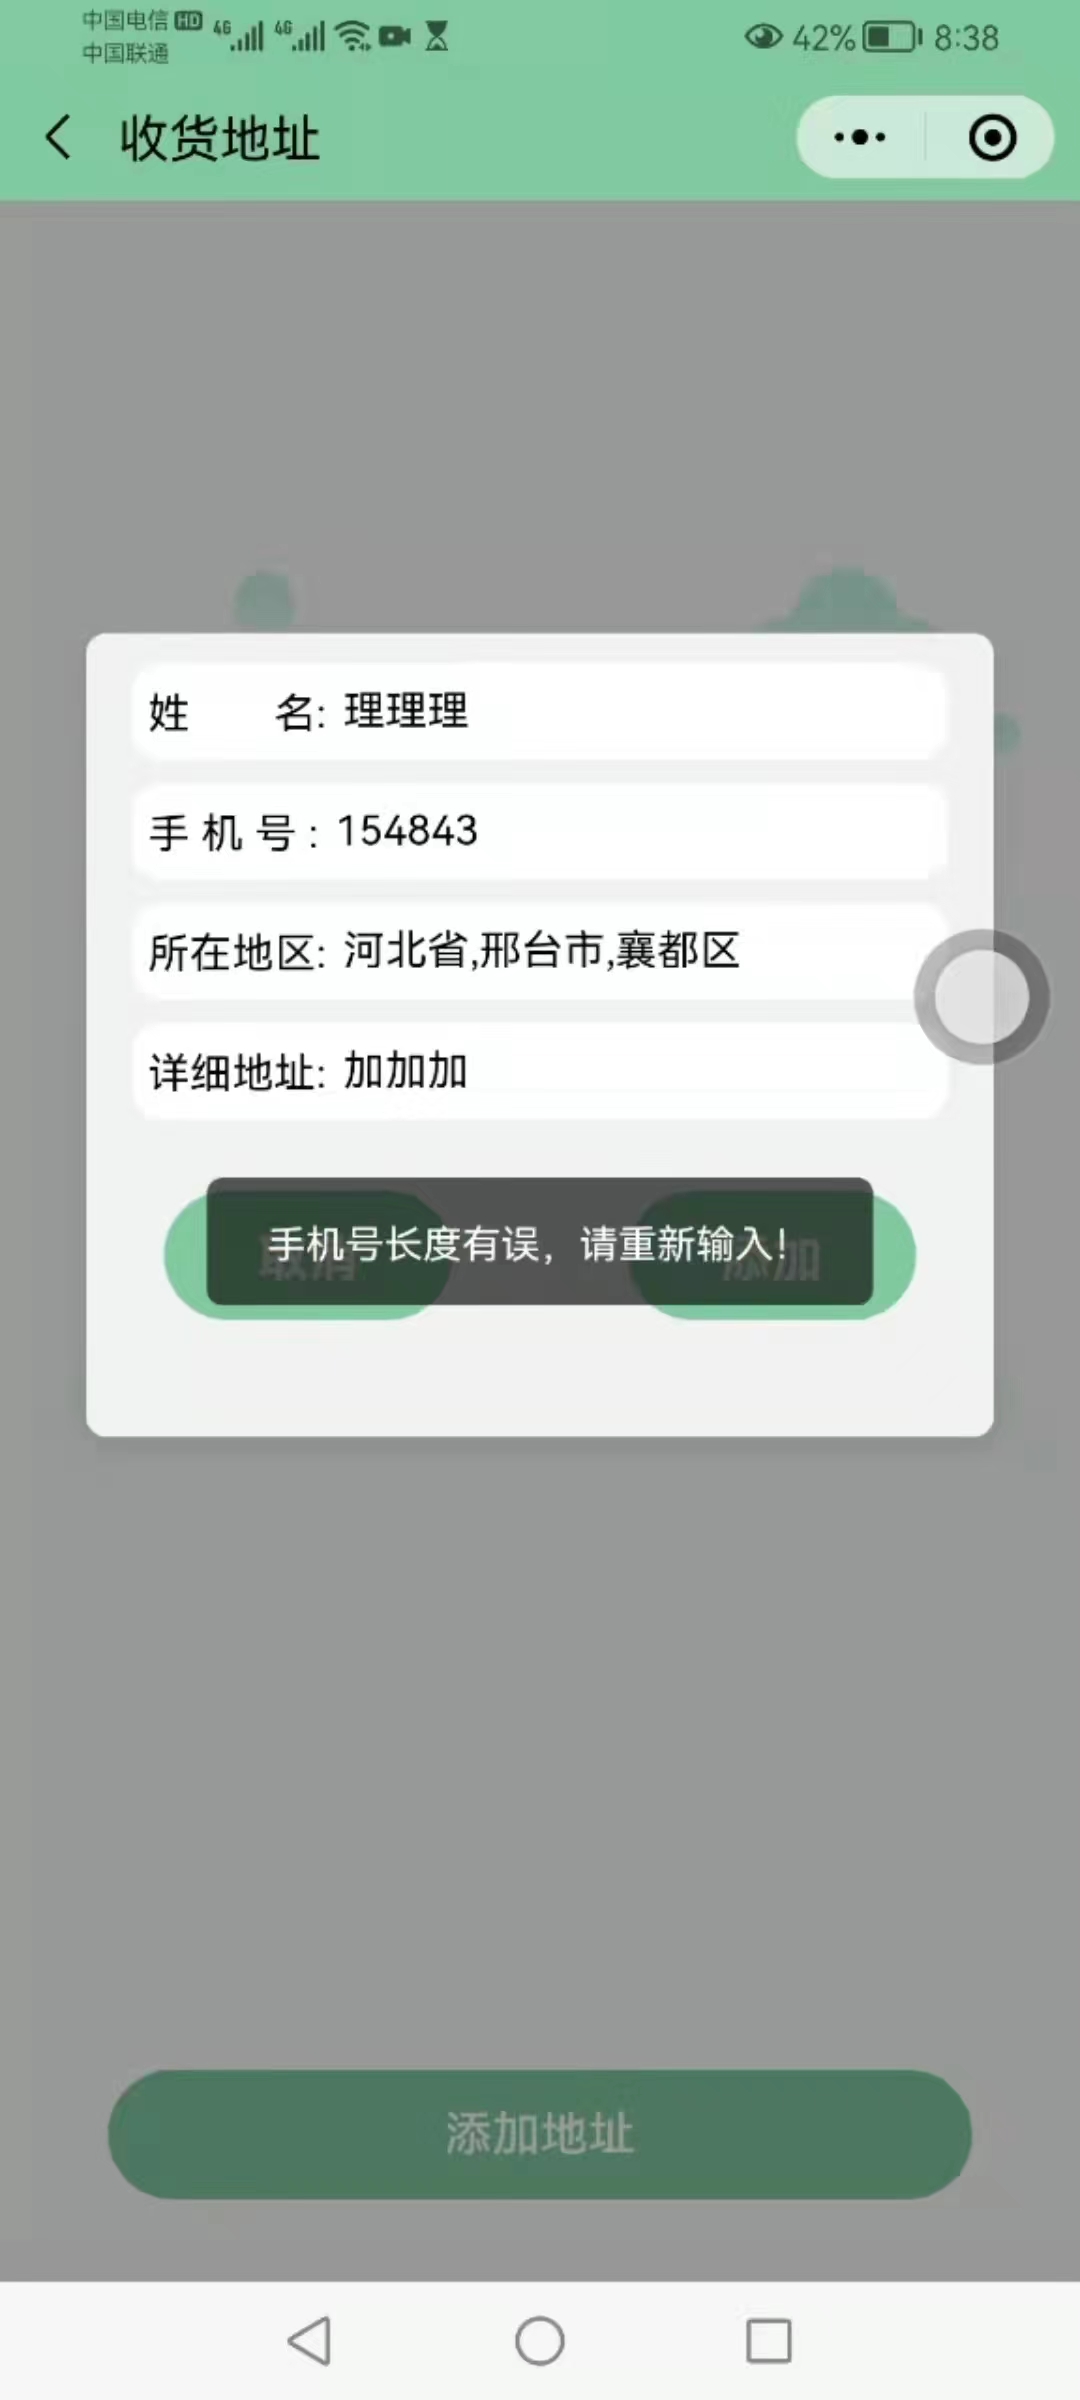 中国电信 HD 4G 4G 42% 8:38
中国联通
收货地址
姓 名: 理理理
手 机 号 : 154843
所在地区: 河北省,邢台市,襄都区
详细地址: 加加加
手机号长度有误，请重新输入!
取消 添加
添加地址